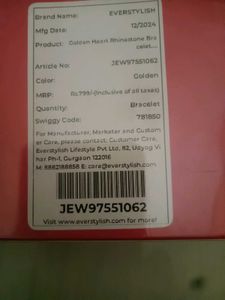 Brand Name: EVERSTYLISH
Mfg Date: 12/2024
Product: Golden Heart Rhinestone Bra
celet....
Article No: JEW97551062
Color: Golden
MRP: Rs.799/-(inclusive of all taxes)
Quantity: Bracelet
Swiggy Code: 781850
For Manufacturer, Marketer and Custom
er Care, please contact: Customer Care,
Everstylish Lifestyle Pvt Ltd, 82, Udyog Vi
har Ph-1, Gurgaon 122016
M: 8882188858 E: care@everstylish.com
JEW97551062
Visit www.everstylish.com for more!